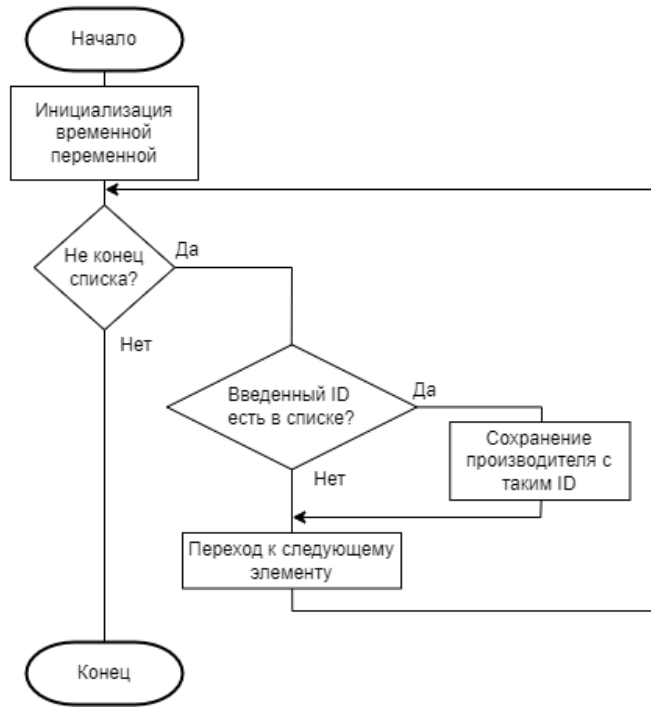 Начало
Инициализация
временной
переменной
Не конец
списка?
Да
Нет
Введенный ID
есть в списке?
Да
Сохранение
производителя с
таким ID
Нет
Переход к следующему
элементу
Конец